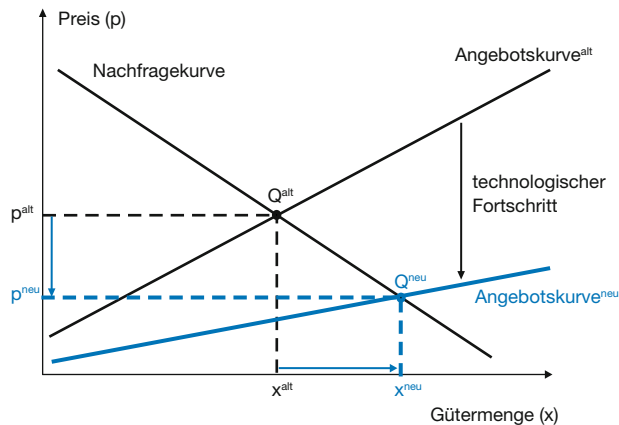 Preis (p)
Nachfragekurve
Angebotskurve^alt
Q^alt
technologischer
Fortschritt
p^alt
p^neu
Q^neu
Angebotskurve^neu
x^alt
x^neu
Gütermenge (x)